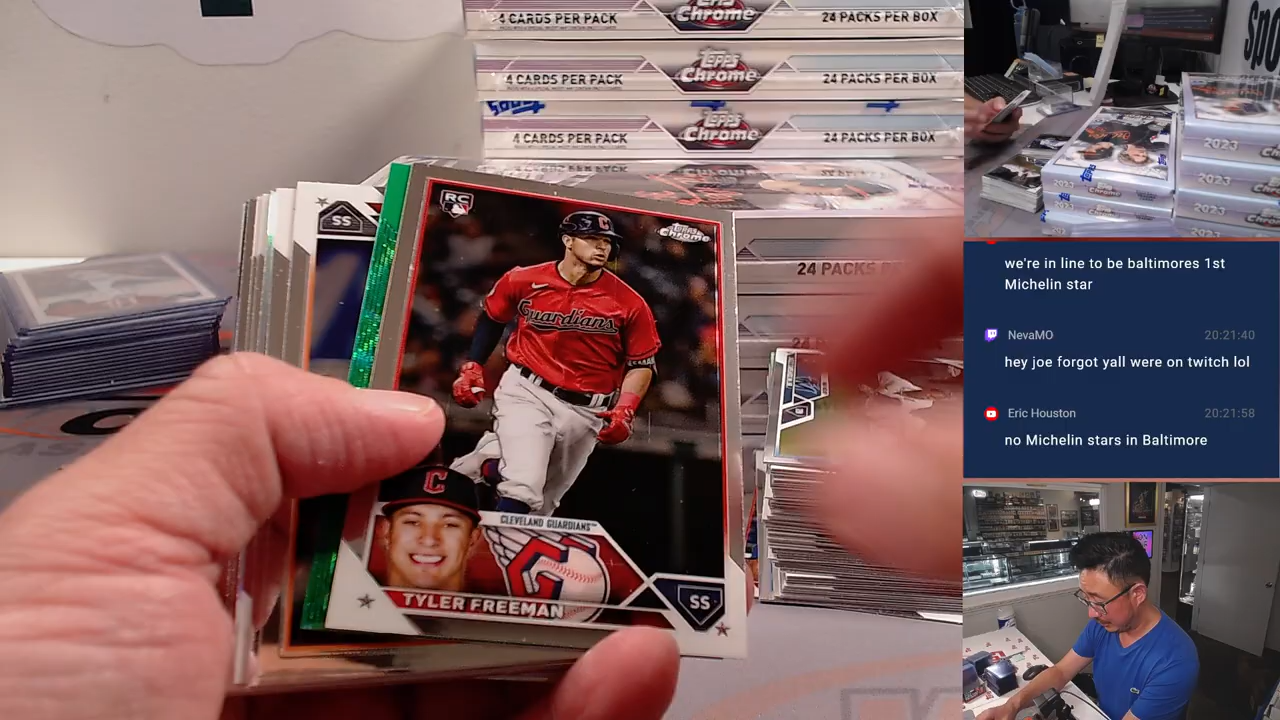 4 CARDS PER PACK
Topps Chrome
24 PACKS PER BOX
4 CARDS PER PACK
Topps Chrome
24 PACKS PER BOX
4 CARDS PER PACK
Topps Chrome
24 PACKS PER BOX
24 PACKS
RC
Topps Chrome
SS
Guardians
C
C
CLEVELAND GUARDIANS
TYLER FREEMAN
SS
2023
2023
2023
2023
we're in line to be baltimores 1st
Michelin star
NevaMO
20:21:40
hey joe forgot yall were on twitch lol
Eric Houston
20:21:58
no Michelin stars in Baltimore